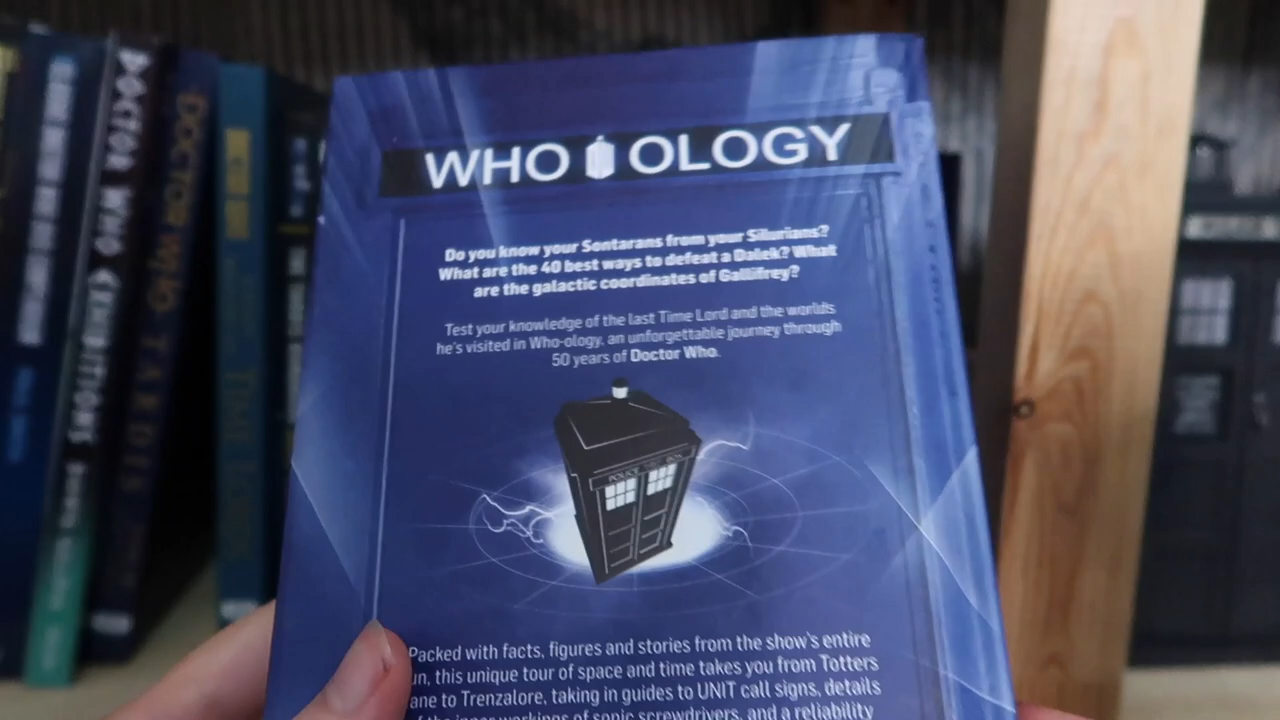 WHO OLOGY
Do you know your Sontarans from your Silurians?
What are the 40 best ways to defeat a Dalek? What
are the galactic coordinates of Gallifrey?
Test your knowledge of the last Time Lord and the worlds
he's visited in Who-ology, an unforgettable journey through
50 years of Doctor Who.
POLICE BOX
Packed with facts, figures and stories from the show's entire
un, this unique tour of space and time takes you from Totters
ane to Trenzalore, taking in guides to UNIT call signs, details
of the inner workings of sonic screwdrivers, and a reliability
DOCTOR WHO EXHIBITIONS
DOCTOR WHO TARDIS